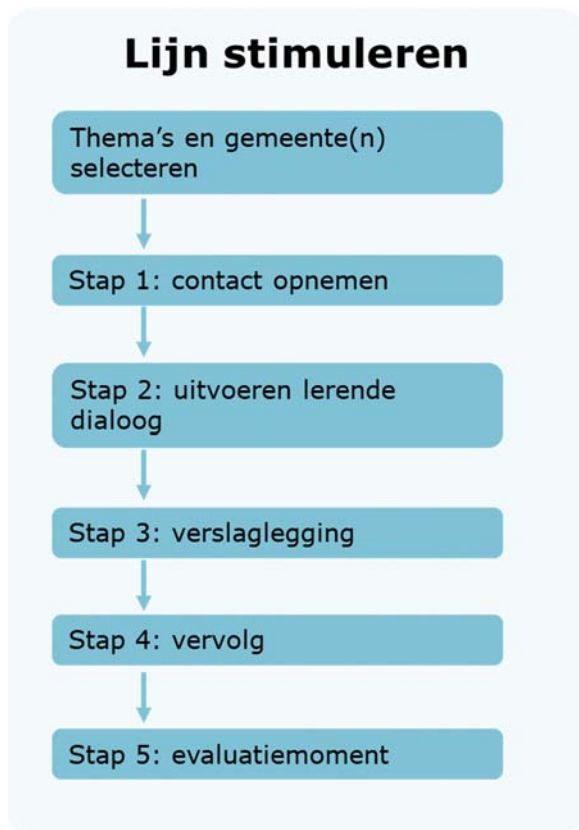 Lijn stimuleren
Thema’s en gemeente(n)
selecteren
Stap 1: contact opnemen
Stap 2: uitvoeren lerende
dialoog
Stap 3: verslaglegging
Stap 4: vervolg
Stap 5: evaluatiemoment